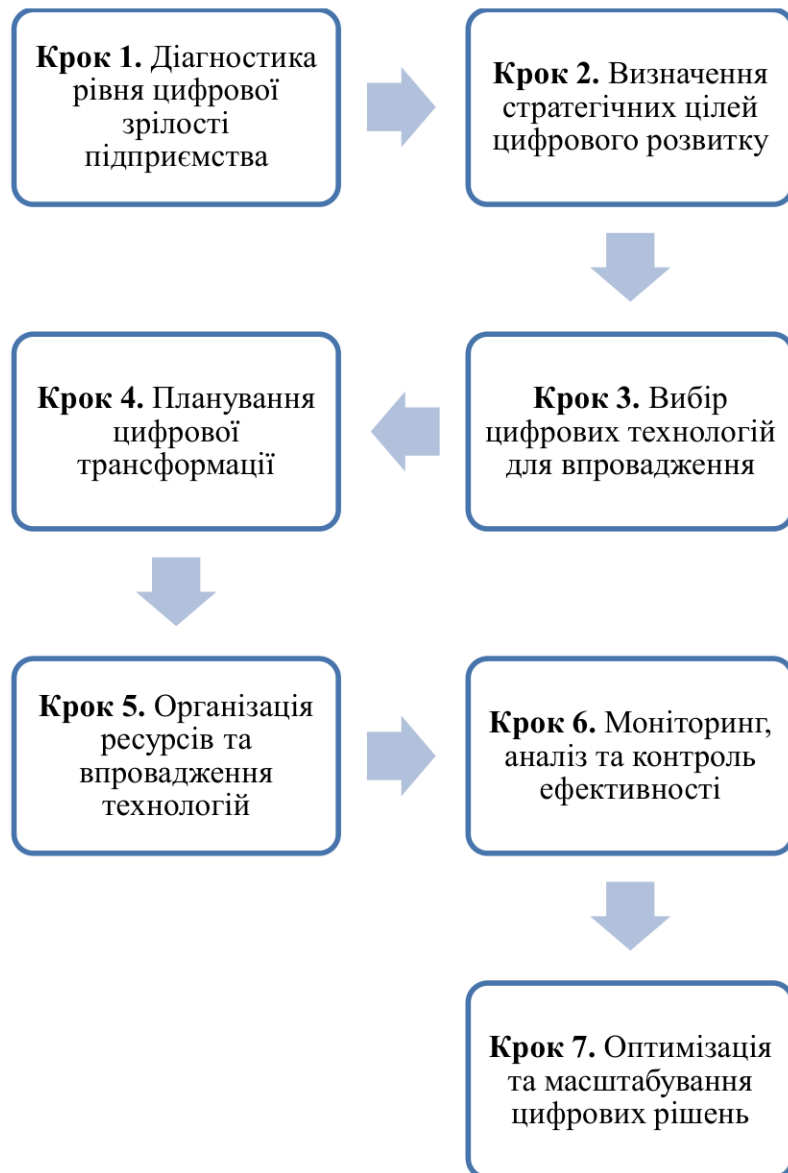 Крок 1. Діагностика
рівня цифрової
зрілості
підприємства
Крок 2. Визначення
стратегічних цілей
цифрового розвитку
Крок 3. Вибір
цифрових технологій
для впровадження
Крок 4. Планування
цифрової
трансформації
Крок 5. Організація
ресурсів та
впровадження
технологій
Крок 6. Моніторинг,
аналіз та контроль
ефективності
Крок 7. Оптимізація
та масштабування
цифрових рішень